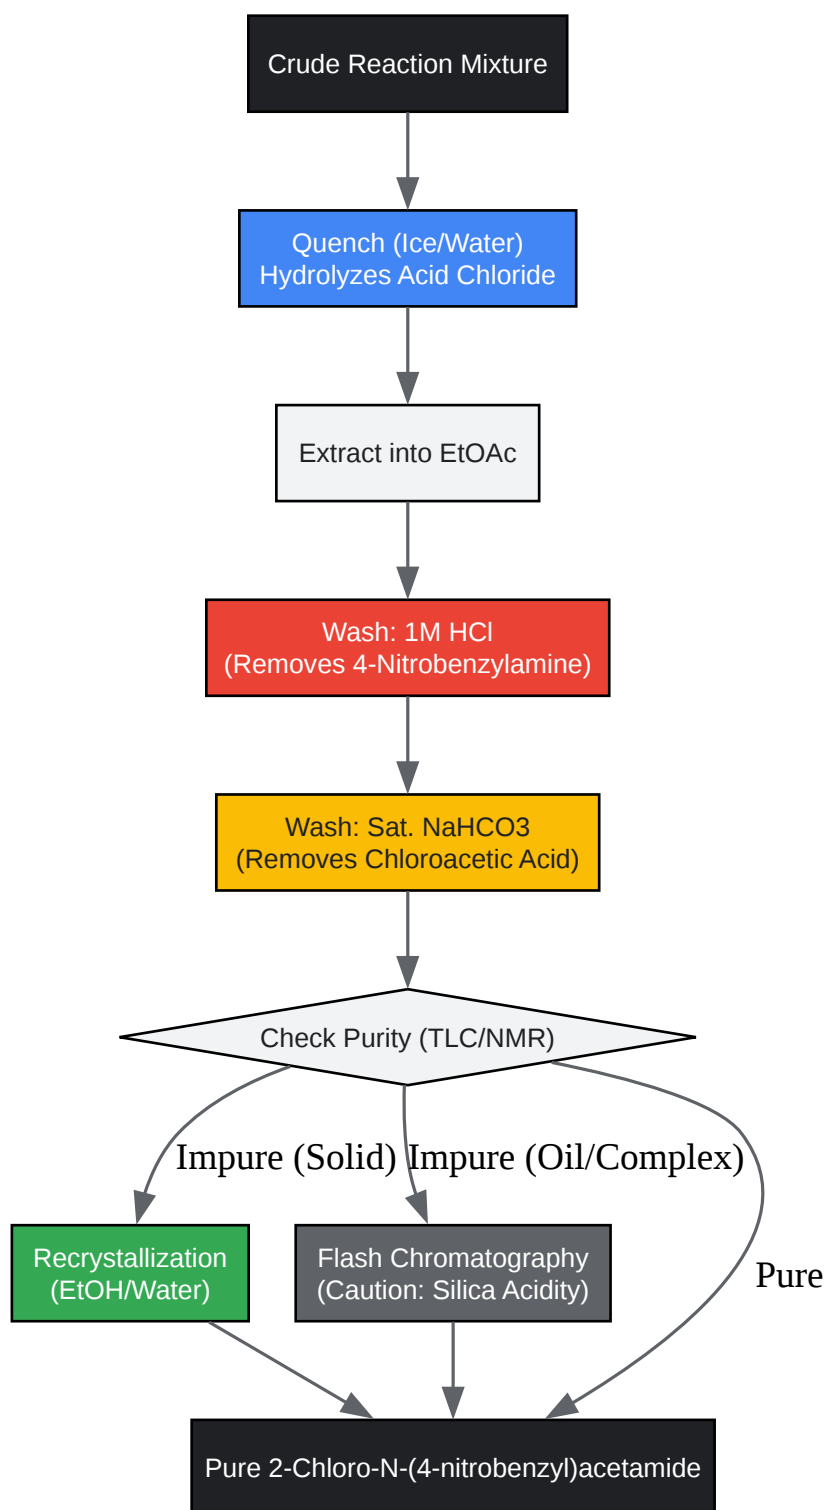 Crude Reaction Mixture
Quench (Ice/Water)
Hydrolyzes Acid Chloride
Extract into EtOAc
Wash: 1M HCl
(Removes 4-Nitrobenzylamine)
Wash: Sat. NaHCO3
(Removes Chloroacetic Acid)
Check Purity (TLC/NMR)
Impure (Solid)
Impure (Oil/Complex)
Pure
Recrystallization
(EtOH/Water)
Flash Chromatography
(Caution: Silica Acidity)
Pure 2-Chloro-N-(4-nitrobenzyl)acetamide